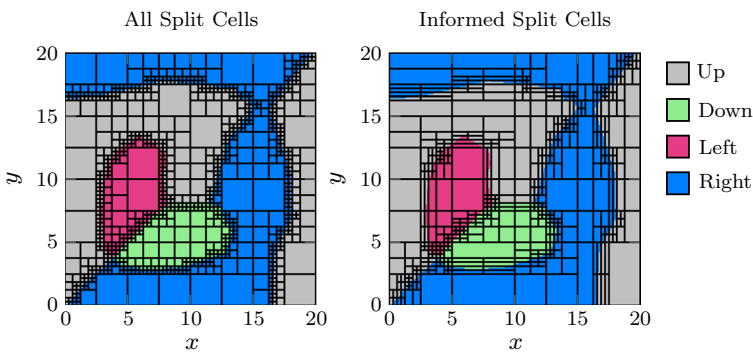 All Split Cells
Informed Split Cells
20
15
10
5
0
y
0 5 10 15 20
x
20
15
10
5
0
y
0 5 10 15 20
x
Up
Down
Left
Right